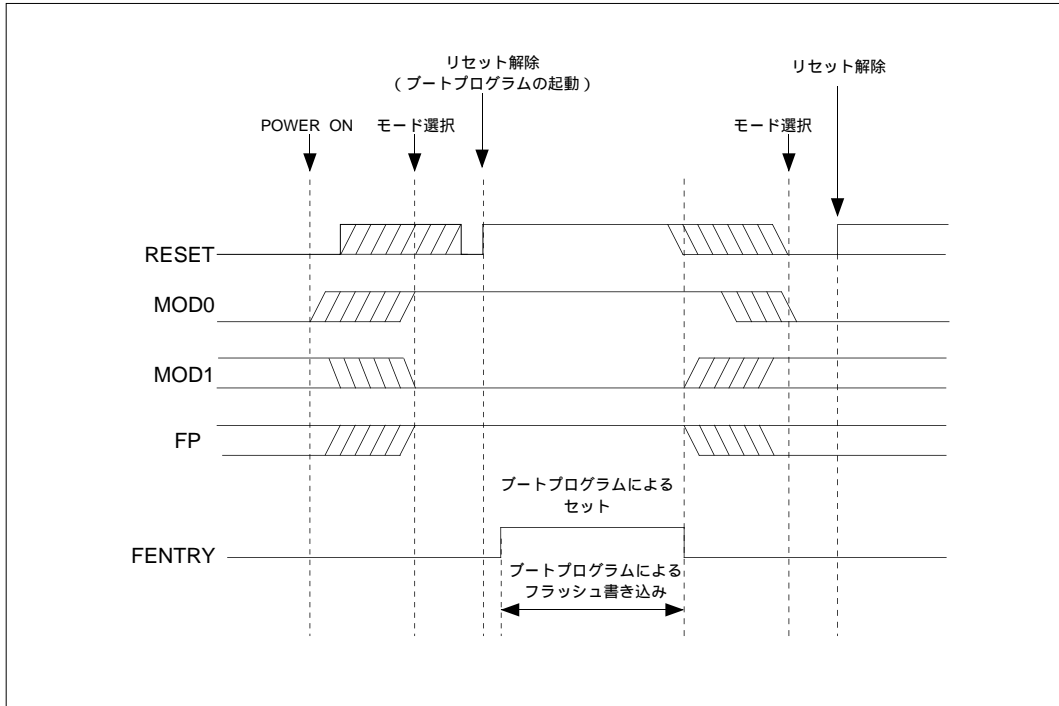 リセット解除
(ブートプログラムの起動)
リセット解除
POWER ON
モード選択
モード選択
RESET
MOD0
MOD1
FP
ブートプログラムによる
セット
FENTRY
ブートプログラムによる
フラッシュ書き込み